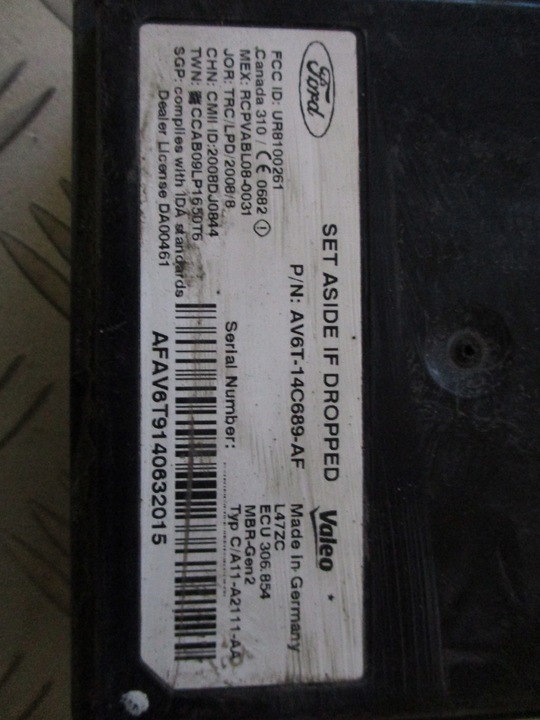 Ford
SET ASIDE IF DROPPED
Valeo *
P/N: AV6T-14C689-AF
Made in Germany
FCC ID: UR8100261
L47ZC
Canada 310 / CE 0682
ECU 306.854
MEX: RCPVABL08-0031
MBR-Gen2
JOR: TRC/LPD/2008/8
Serial Number:
Typ C/A11-A2111-AA
CHN: CMII ID:2008DJ0844
TWN: CCAB09LP1650T6
SGP: complies with IDA standards
Dealer License DA00461
AFAV6T9140632015